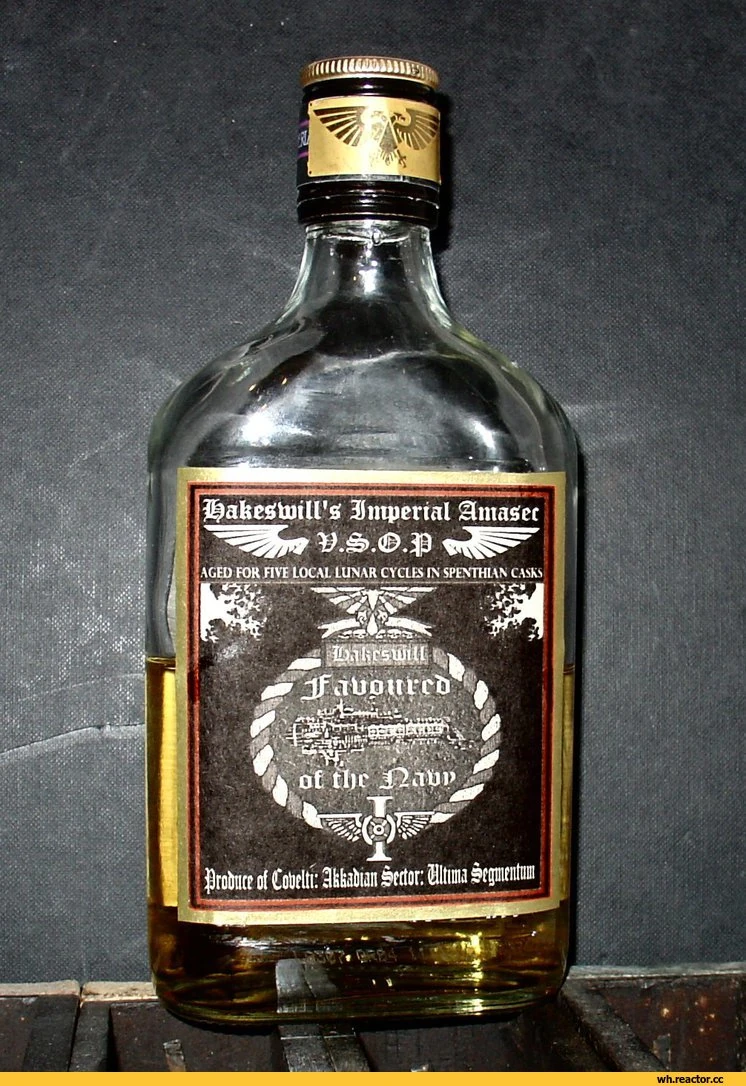 Hakeswill's Imperial Amasec
V.S.O.P
AGED FOR FIVE LOCAL LUNAR CYCLES IN SPENTHIAN CASKS
Hakeswill
Favoured
of the Navy
Produce of Covelti: Akkadian Sector: Ultima Segmentum
wh.reactor.cc